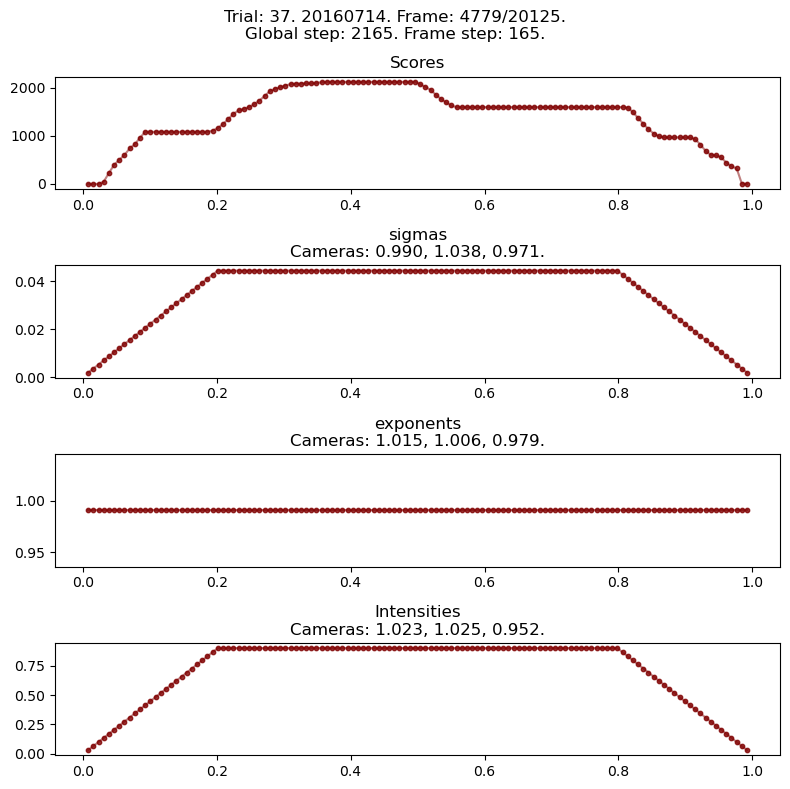 Trial: 37. 20160714. Frame: 4779/20125.
Global step: 2165. Frame step: 165.
Scores
2000
1000
0
0.0 0.2 0.4 0.6 0.8 1.0
sigmas
Cameras: 0.990, 1.038, 0.971.
0.04
0.02
0.00
0.0 0.2 0.4 0.6 0.8 1.0
exponents
Cameras: 1.015, 1.006, 0.979.
1.00
0.95
0.0 0.2 0.4 0.6 0.8 1.0
Intensities
Cameras: 1.023, 1.025, 0.952.
0.75
0.50
0.25
0.00
0.0 0.2 0.4 0.6 0.8 1.0